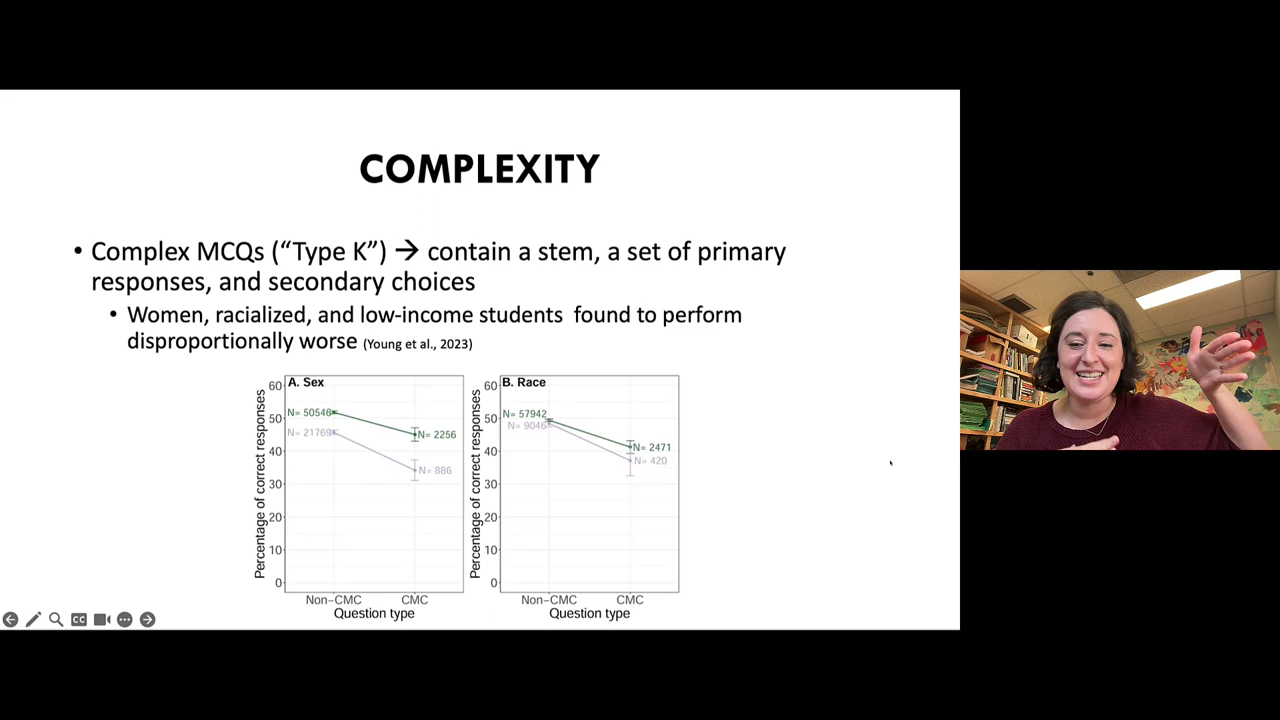 COMPLEXITY
• Complex MCQs (“Type K”) → contain a stem, a set of primary
responses, and secondary choices
• Women, racialized, and low-income students found to perform
disproportionally worse (Young et al., 2023)
A. Sex
Percentage of correct responses
60
50
40
30
20
10
0
N= 50546
N= 21769
N= 2256
N= 886
Non−CMC CMC
Question type
B. Race
Percentage of correct responses
60
50
40
30
20
10
0
N= 57942
N= 9046
N= 2471
N= 420
Non−CMC CMC
Question type
CC